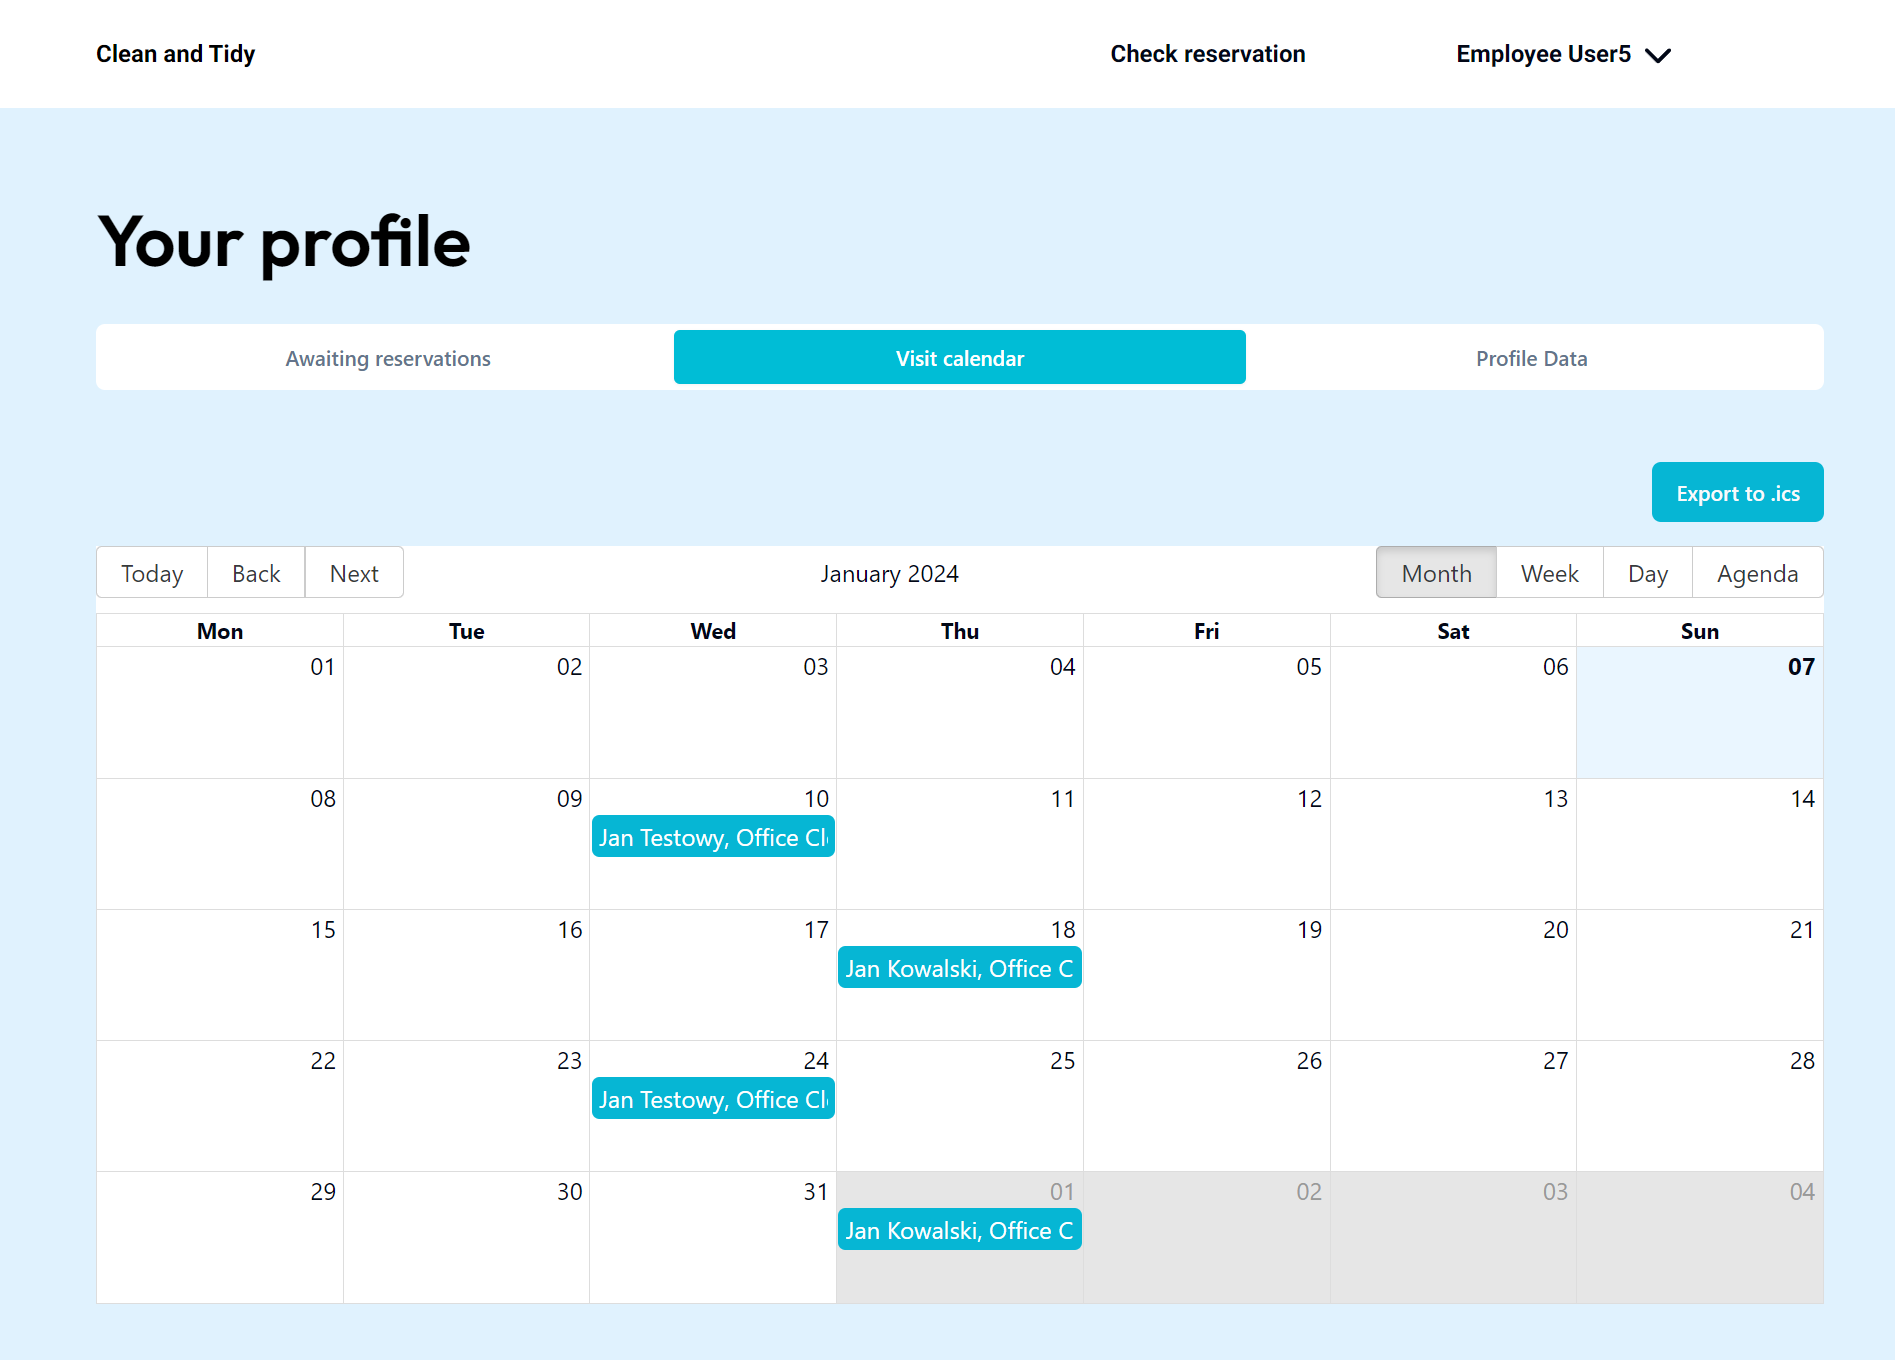 Clean and Tidy Check reservation Employee User5
Your profile
Awaiting reservations Visit calendar Profile Data
Export to .ics
Today Back Next January 2024 Month Week Day Agenda
Mon Tue Wed Thu Fri Sat Sun
01 02 03 04 05 06 07
08 09 10 11 12 13 14
Jan Testowy, Office Cl
15 16 17 18 19 20 21
Jan Kowalski, Office C
22 23 24 25 26 27 28
Jan Testowy, Office Cl
29 30 31 01 02 03 04
Jan Kowalski, Office C